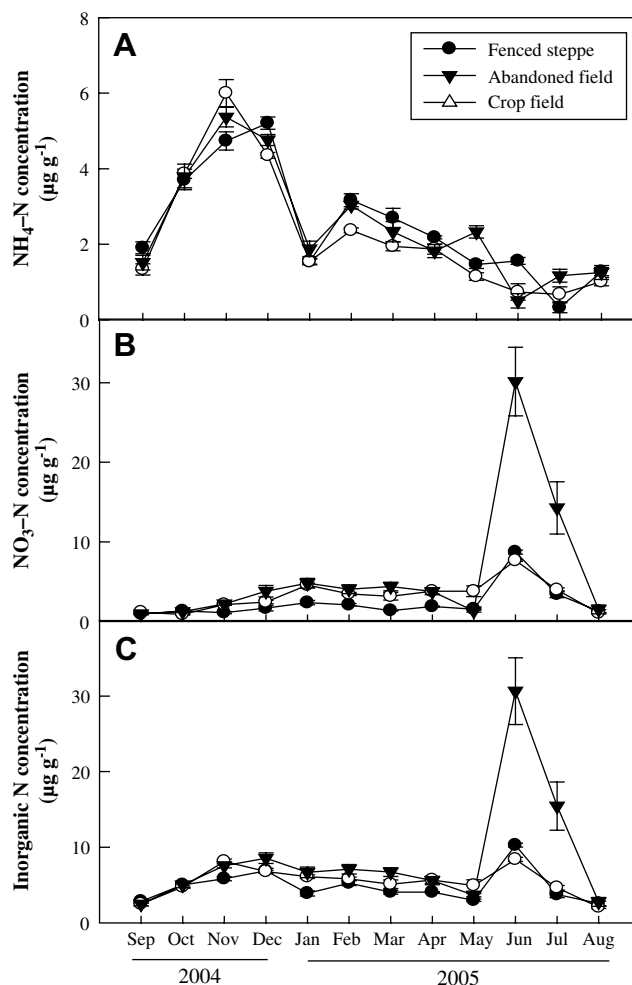 A
Fenced steppe
Abandoned field
Crop field
NH₄–N concentration
(µg g⁻¹)
8
6
4
2
0
B
NO₃–N concentration
(µg g⁻¹)
30
20
10
0
C
Inorganic N concentration
(µg g⁻¹)
30
20
10
0
Sep Oct Nov Dec Jan Feb Mar Apr May Jun Jul Aug
2004 2005